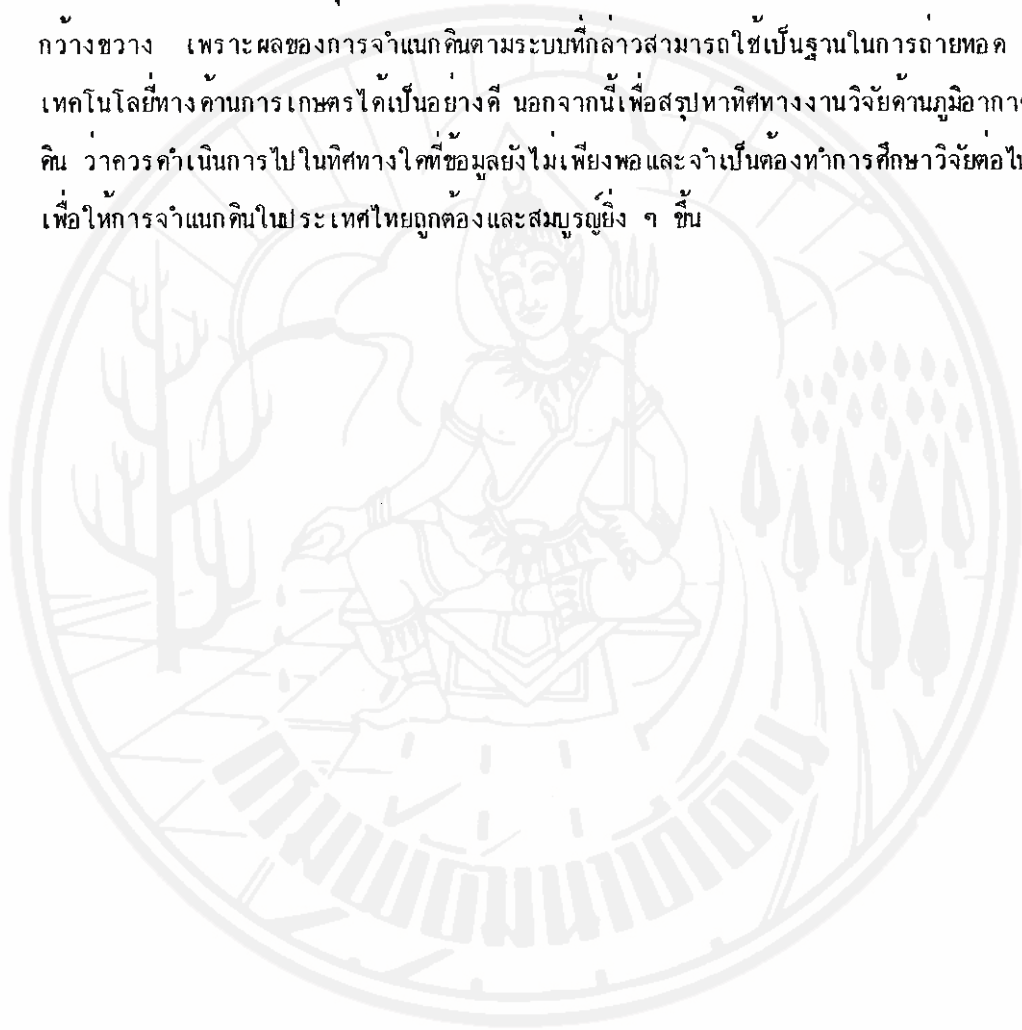 กว้างขวาง เพราะผลของการจำแนกดินตามระบบที่กล่าวสามารถใช้เป็นฐานในการถ่ายทอด
เทคโนโลยี่ทางด้านการเกษตรได้เป็นอย่างดี นอกจากนี้เพื่อสรุปหาทิศทางงานวิจัยด้านภูมิอากาศ
ดิน ว่าควรดำเนินการไปในทิศทางใดที่ข้อมูลยังไม่เพียงพอและจำเป็นต้องทำการศึกษาวิจัยต่อไป
เพื่อให้การจำแนกดินในประเทศไทยถูกต้องและสมบูรณ์ยิ่ง ๆ ขึ้น
กรมพัฒนาที่ดิน